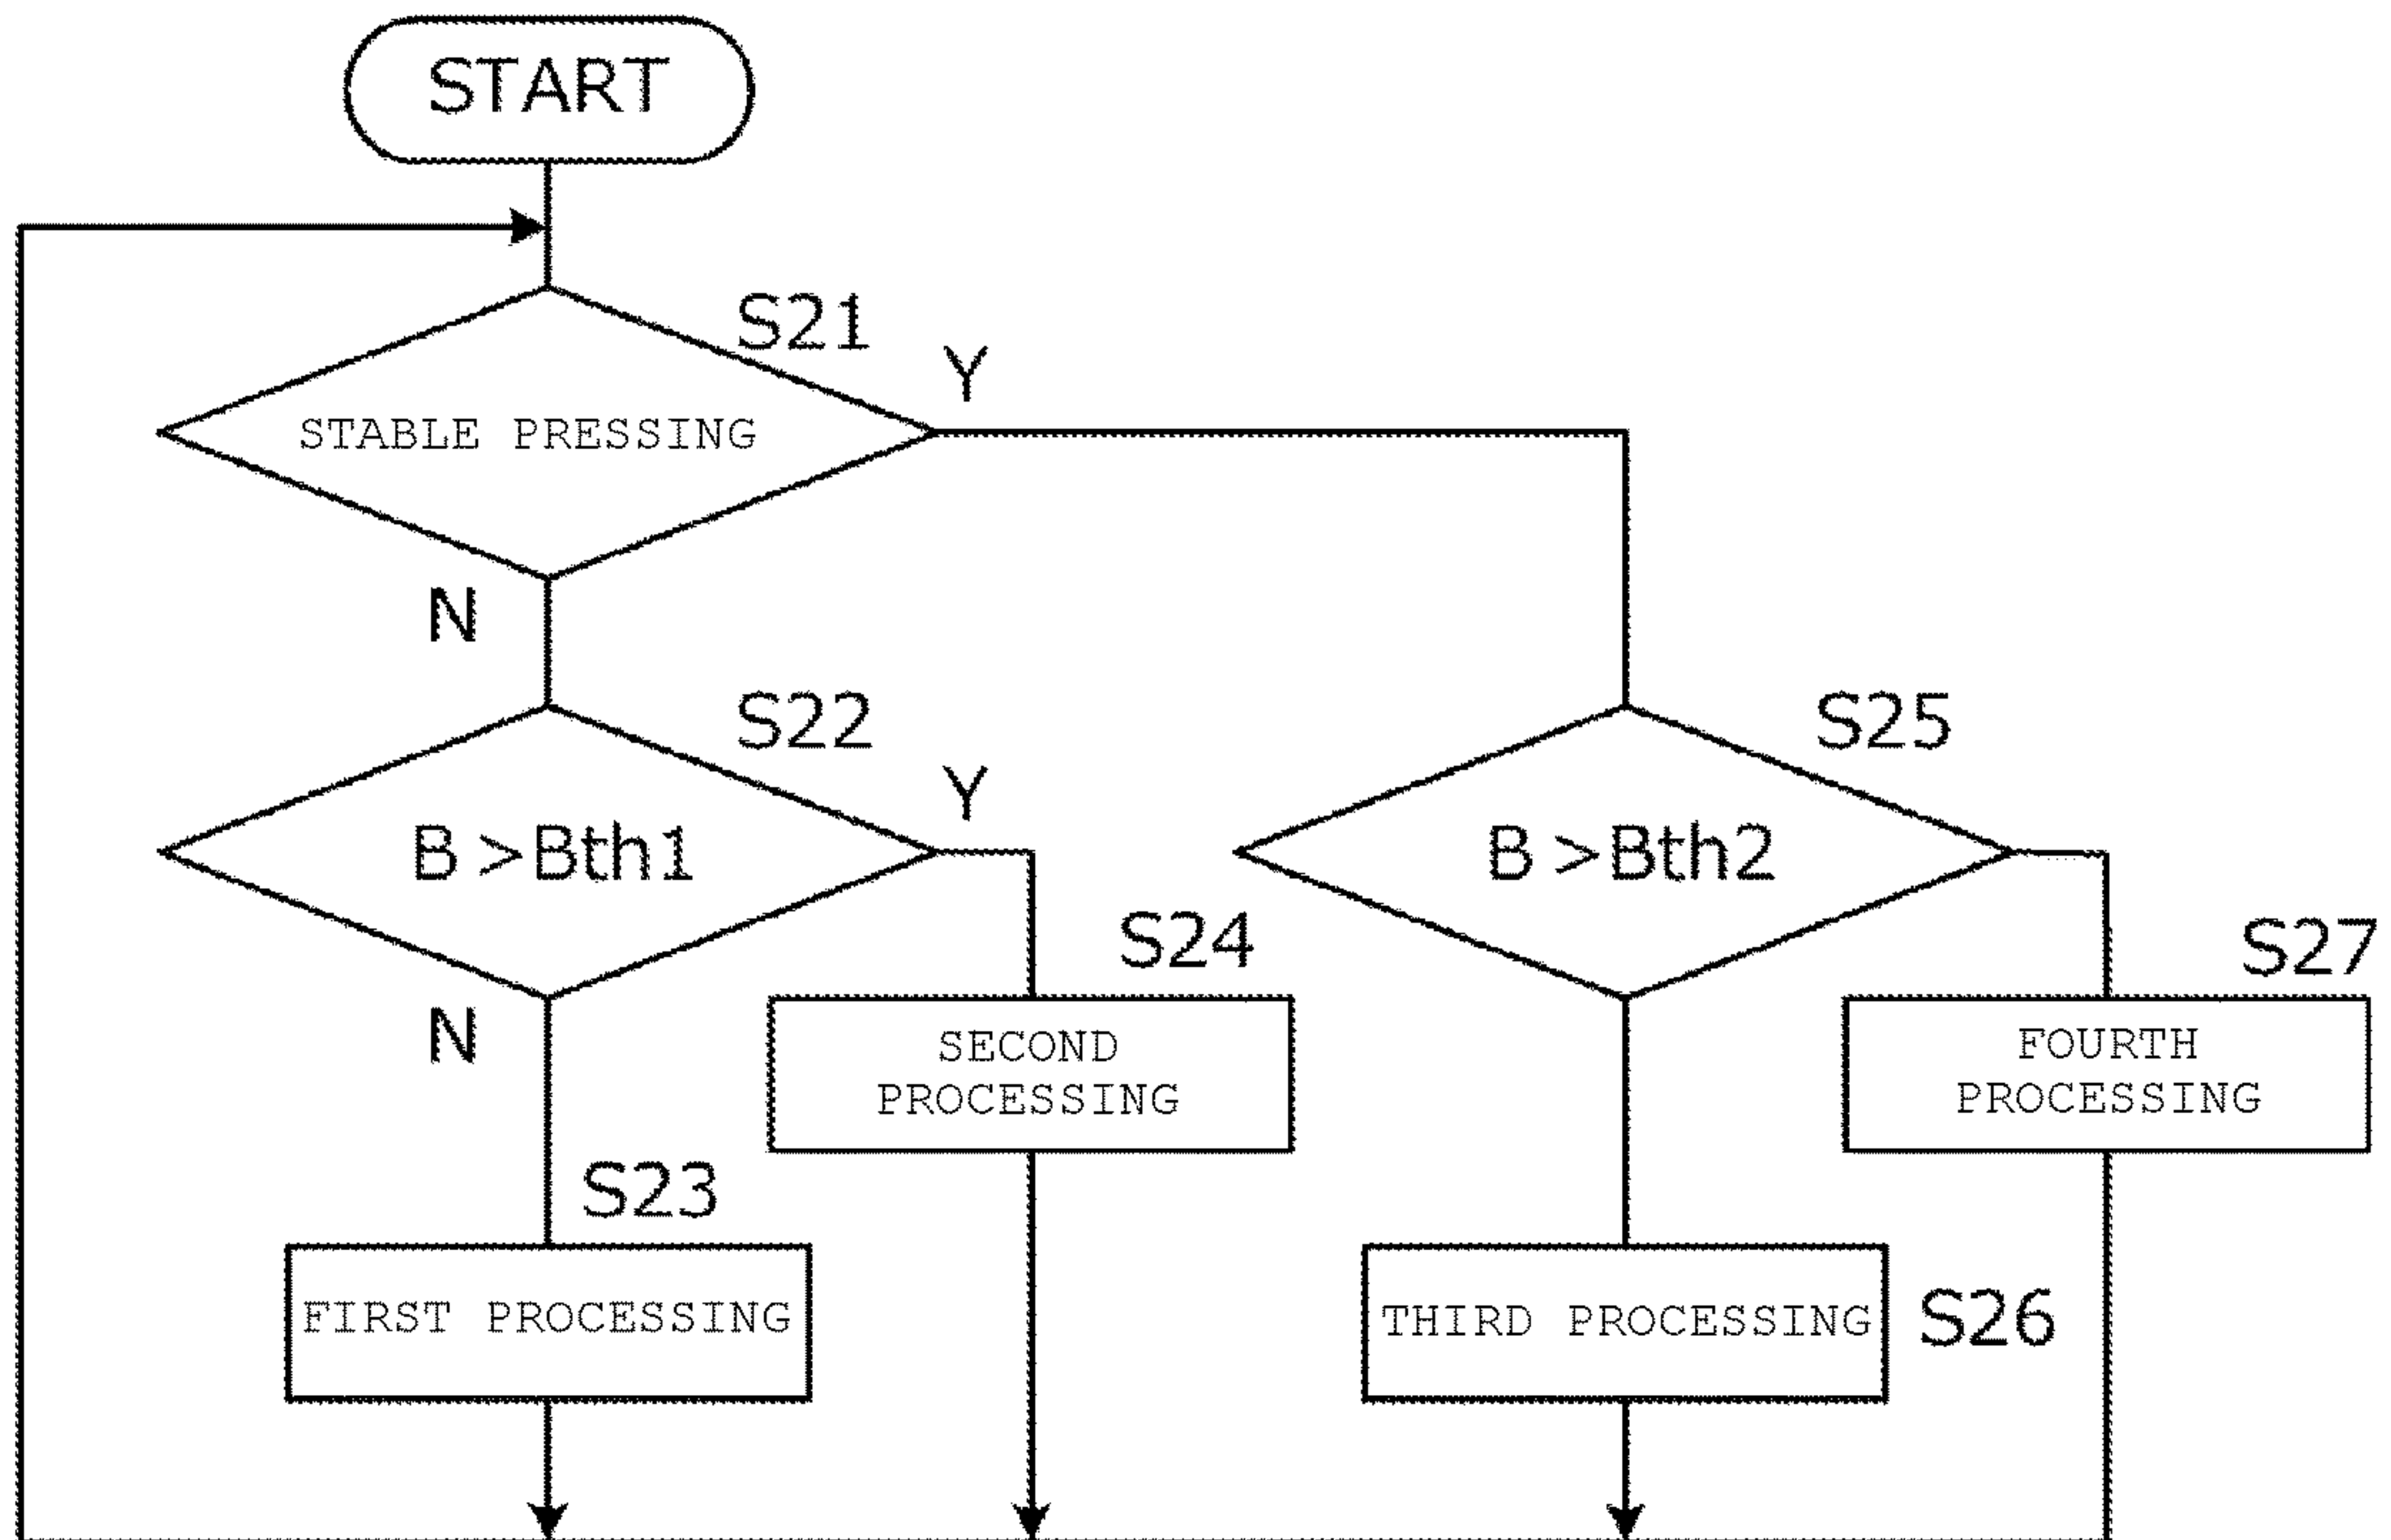 START
S21
Y
STABLE PRESSING
N
S22
S25
Y
B >Bth1
B >Bth2
S24
S27
N
SECOND
PROCESSING
FOURTH
PROCESSING
S23
FIRST PROCESSING
THIRD PROCESSING
S26